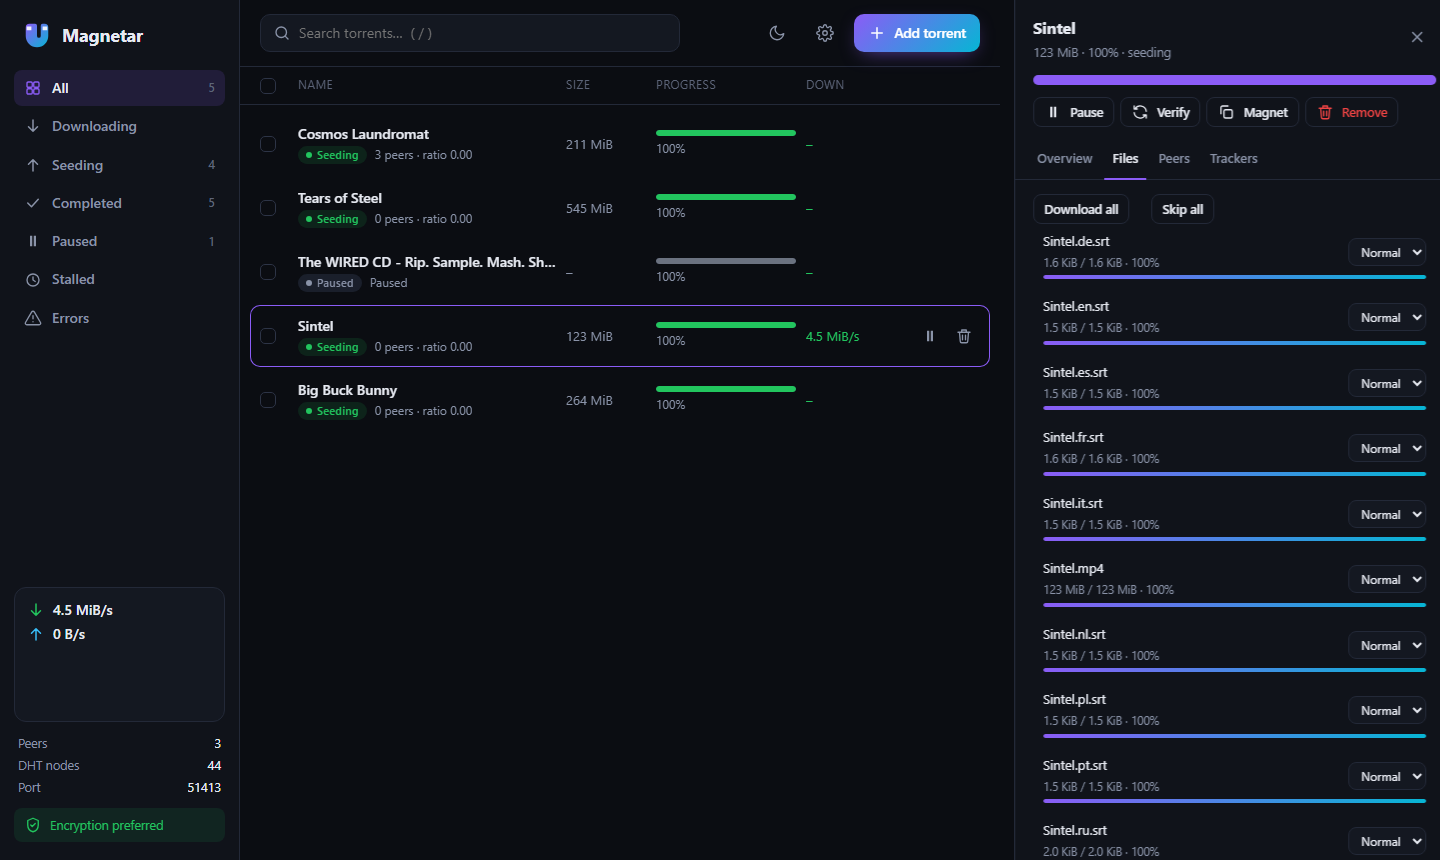 Magnetar
All 5
Downloading
Seeding 4
Completed 5
Paused 1
Stalled
Errors
4.5 MiB/s
0 B/s
Peers 3
DHT nodes 44
Port 51413
Encryption preferred
Search torrents... ( / )
Add torrent
NAME SIZE PROGRESS DOWN
Cosmos Laundromat
Seeding 3 peers · ratio 0.00
211 MiB
100%
–
Tears of Steel
Seeding 0 peers · ratio 0.00
545 MiB
100%
–
The WIRED CD - Rip. Sample. Mash. Sh...
Paused Paused
–
100%
–
Sintel
Seeding 0 peers · ratio 0.00
123 MiB
100%
4.5 MiB/s
Big Buck Bunny
Seeding 0 peers · ratio 0.00
264 MiB
100%
–
Sintel
123 MiB · 100% · seeding
Pause Verify Magnet Remove
Overview Files Peers Trackers
Download all Skip all
Sintel.de.srt
1.6 KiB / 1.6 KiB · 100%
Normal
Sintel.en.srt
1.5 KiB / 1.5 KiB · 100%
Normal
Sintel.es.srt
1.5 KiB / 1.5 KiB · 100%
Normal
Sintel.fr.srt
1.6 KiB / 1.6 KiB · 100%
Normal
Sintel.it.srt
1.5 KiB / 1.5 KiB · 100%
Normal
Sintel.mp4
123 MiB / 123 MiB · 100%
Normal
Sintel.nl.srt
1.5 KiB / 1.5 KiB · 100%
Normal
Sintel.pl.srt
1.5 KiB / 1.5 KiB · 100%
Normal
Sintel.pt.srt
1.5 KiB / 1.5 KiB · 100%
Normal
Sintel.ru.srt
2.0 KiB / 2.0 KiB · 100%
Normal